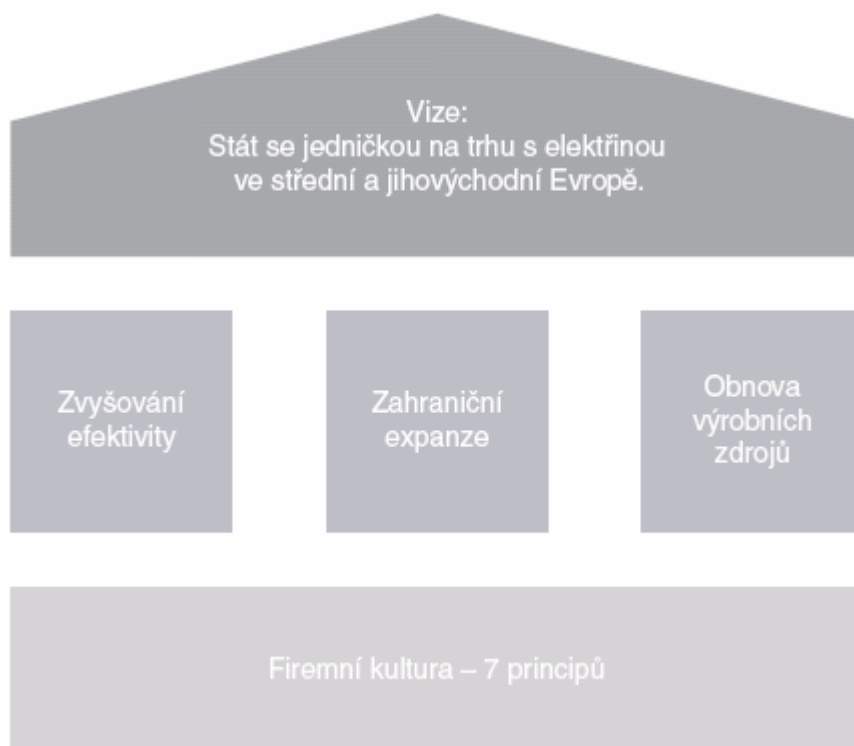 Vize:
Stát se jedničkou na trhu s elektřinou
ve střední a jihovýchodní Evropě.
Zvyšování
efektivity
Zahraniční
expanze
Obnova
výrobních
zdrojů
Firemní kultura – 7 principů